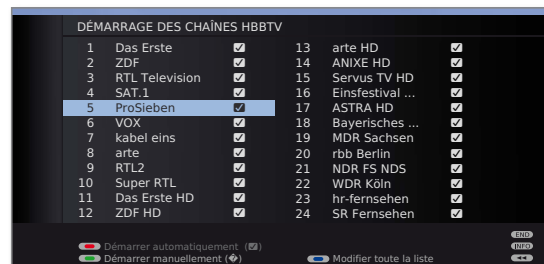 DÉMARRAGE DES CHAÎNES HBBTV
1 Das Erste ☑
2 ZDF ☑
3 RTL Television ☑
4 SAT.1 ☑
5 ProSieben ☑
6 VOX ☑
7 kabel eins ☑
8 arte ☑
9 RTL2 ☑
10 Super RTL ☑
11 Das Erste HD ☑
12 ZDF HD ☑
13 arte HD ☑
14 ANIXE HD ☑
15 Servus TV HD ☑
16 Einsfestival ... ☑
17 ASTRA HD ☑
18 Bayerisches ... ☑
19 MDR Sachsen ☑
20 rbb Berlin ☑
21 NDR FS NDS ☑
22 WDR Köln ☑
23 hr-fernsehen ☑
24 SR Fernsehen ☑
Démarrer automatiquement (☑)
Démarrer manuellement (�)
Modifier toute la liste
END
INFO